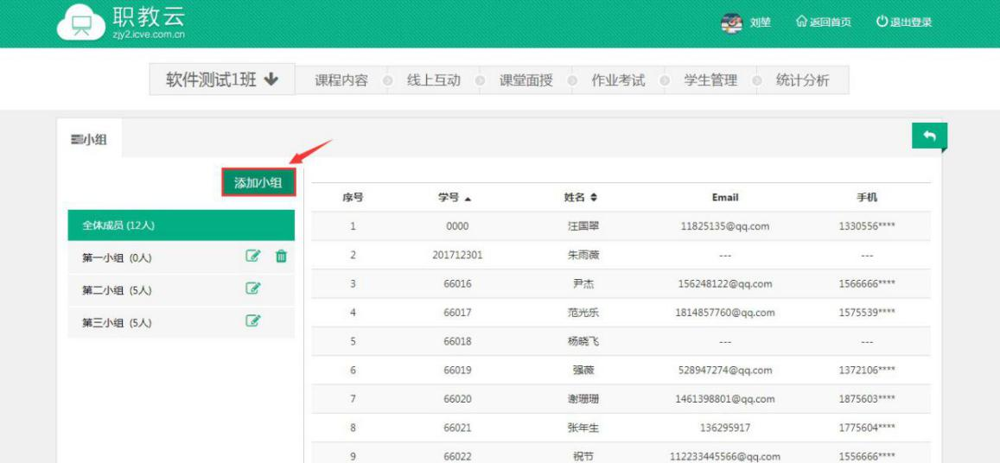 职教云
zjy2.icve.com.cn
刘堃 返回首页 退出登录
软件测试1班 课程内容 线上互动 课堂面授 作业考试 学生管理 统计分析
小组
添加小组
全体成员 (12人)
第一小组 (0人)
第二小组 (5人)
第三小组 (5人)
序号 学号 姓名 Email 手机
1 0000 汪国翠 11825135@qq.com 1330556****
2 201712301 朱雨薇 --- ---
3 66016 尹杰 156248122@qq.com 1566666****
4 66017 范光乐 1814857760@qq.com 1575539****
5 66018 杨晓飞 --- ---
6 66019 强薇 528947274@qq.com 1372106****
7 66020 谢珊珊 1461398801@qq.com 1875603****
8 66021 张年生 136295917 1775604****
9 66022 祝节 112233445566@qq.com 1556666****